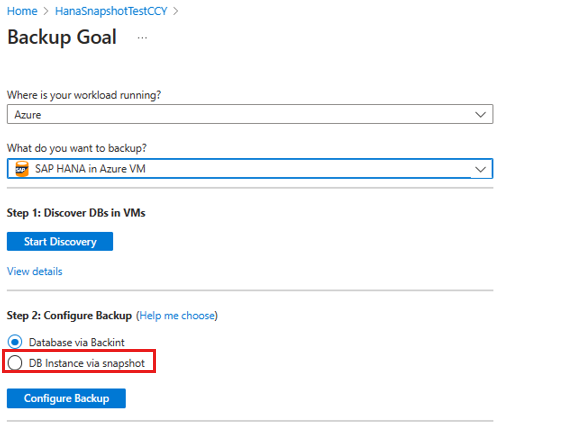 Home > HanaSnapshotTestCCY >
Backup Goal ...
Where is your workload running?
Azure
What do you want to backup?
SAP SAP HANA in Azure VM
Step 1: Discover DBs in VMs
Start Discovery
View details
Step 2: Configure Backup (Help me choose)
Database via Backint
DB Instance via snapshot
Configure Backup